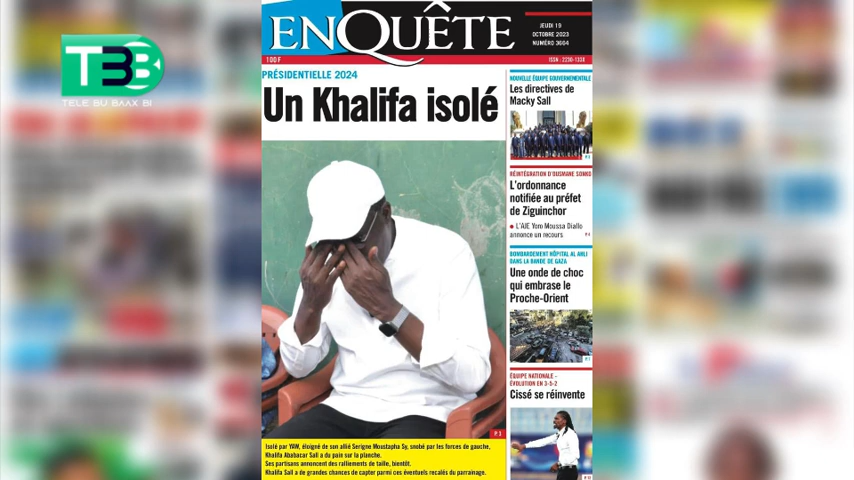 TBB
TELE BU BAAX BI
ENQUÊTE
JEUDI 19
OCTOBRE 2023
NUMÉRO 3664
100 F
ISSN : 2230-133X
PRÉSIDENTIELLE 2024
Un Khalifa isolé
P 3
Isolé par YAW, éloigné de son allié Serigne Moustapha Sy, snobé par les forces de gauche,
Khalifa Ababacar Sall a du pain sur la planche.
Ses partisans annoncent des ralliements de taille, bientôt.
Khalifa Sall a de grandes chances de capter parmi ces éventuels recalés du parrainage.
NOUVELLE ÉQUIPE GOUVERNEMENTALE
Les directives de
Macky Sall
RÉINTÉGRATION D'OUSMANE SONKO
L'ordonnance
notifiée au préfet
de Ziguinchor
L'AJE Yoro Moussa Diallo
annonce un recours
BOMBARDEMENT HÔPITAL AL AHLI
DANS LA BANDE DE GAZA
Une onde de choc
qui embrase le
Proche-Orient
ÉQUIPE NATIONALE -
ÉVOLUTION EN 3-5-2
Cissé se réinvente